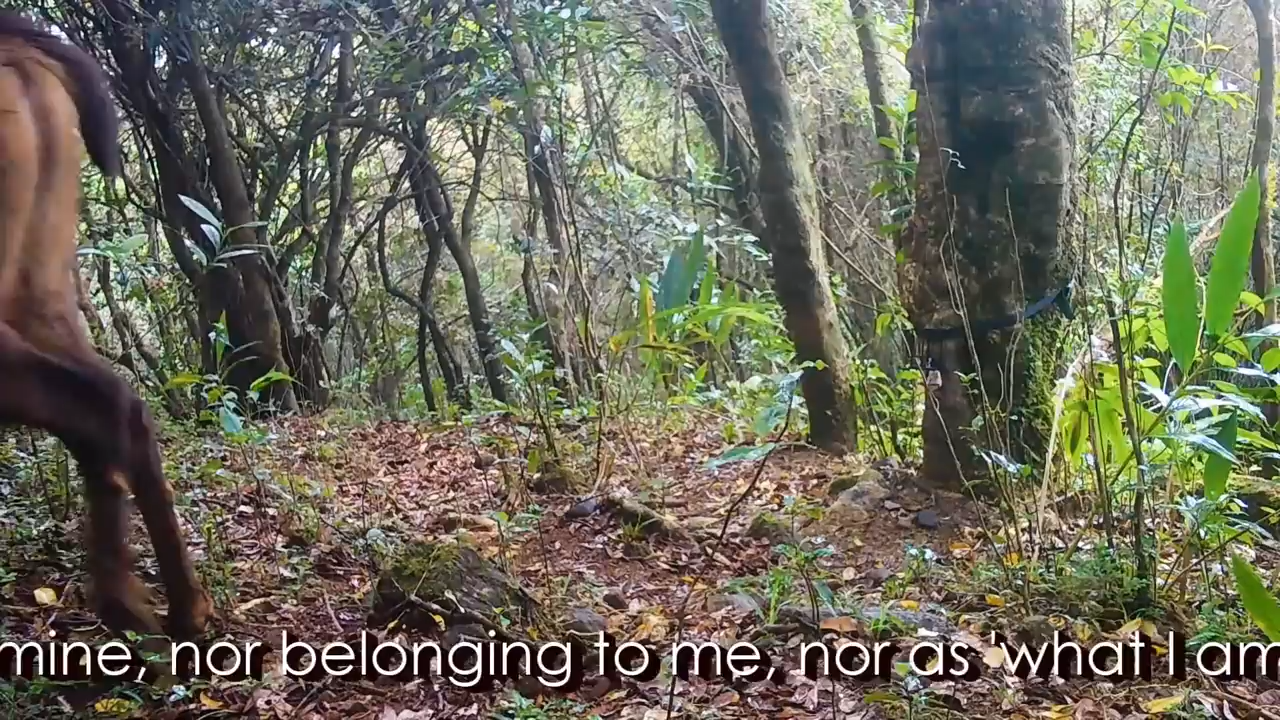 mine, nor belonging to me, nor as 'what I am